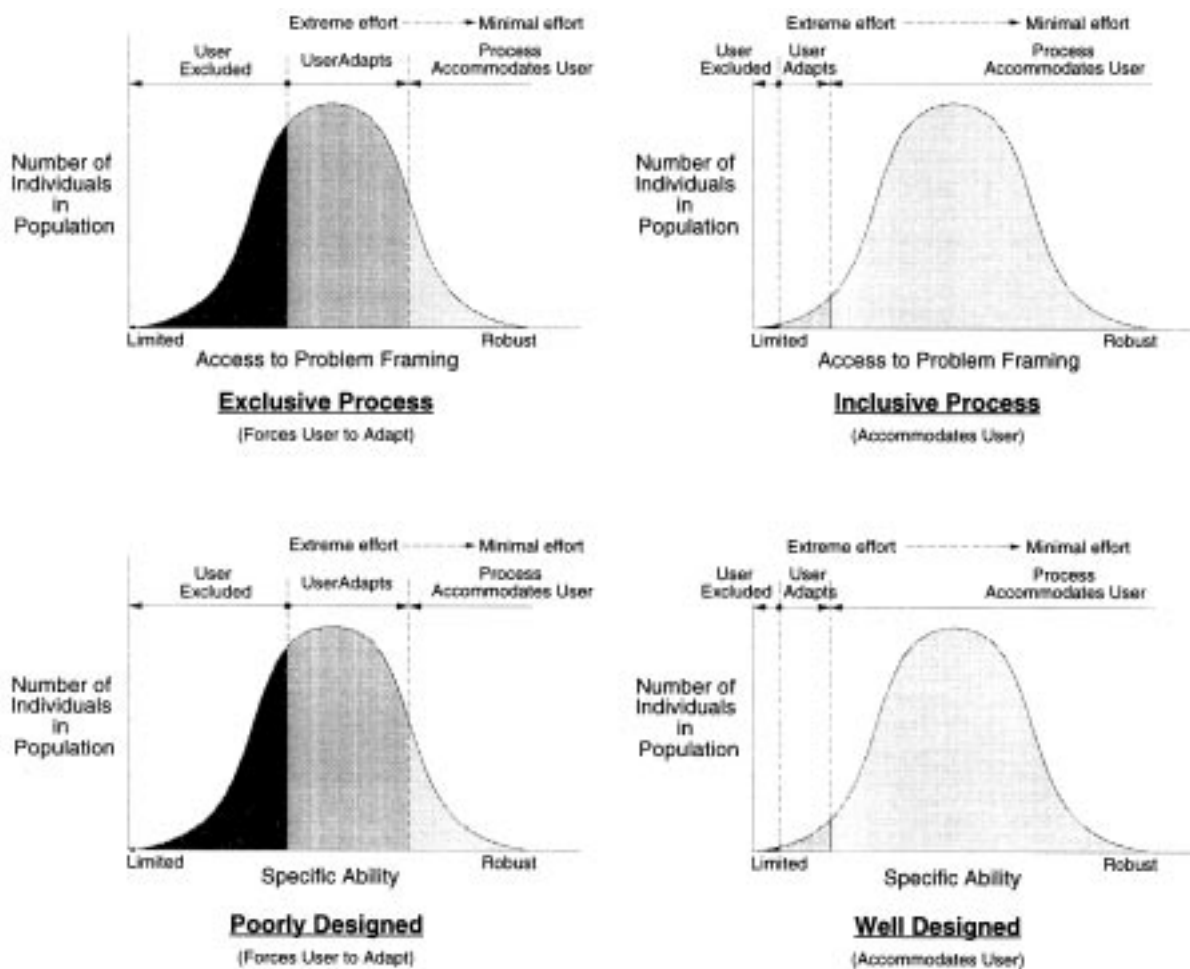 Extreme effort Minimal effort
User
Excluded
UserAdapts
Process
Accommodates User
Number of
Individuals
in
Population
Limited
Robust
Access to Problem Framing
Exclusive Process
(Forces User to Adapt)
Extreme effort Minimal effort
User
Excluded
User
Adapts
Process
Accommodates User
Number of
Individuals
in
Population
Limited
Robust
Access to Problem Framing
Inclusive Process
(Accommodates User)
Extreme effort Minimal effort
User
Excluded
UserAdapts
Process
Accommodates User
Number of
Individuals
in
Population
Limited
Robust
Specific Ability
Poorly Designed
(Forces User to Adapt)
Extreme effort Minimal effort
User
Excluded
User
Adapts
Process
Accommodates User
Number of
Individuals
in
Population
Limited
Robust
Specific Ability
Well Designed
(Accommodates User)